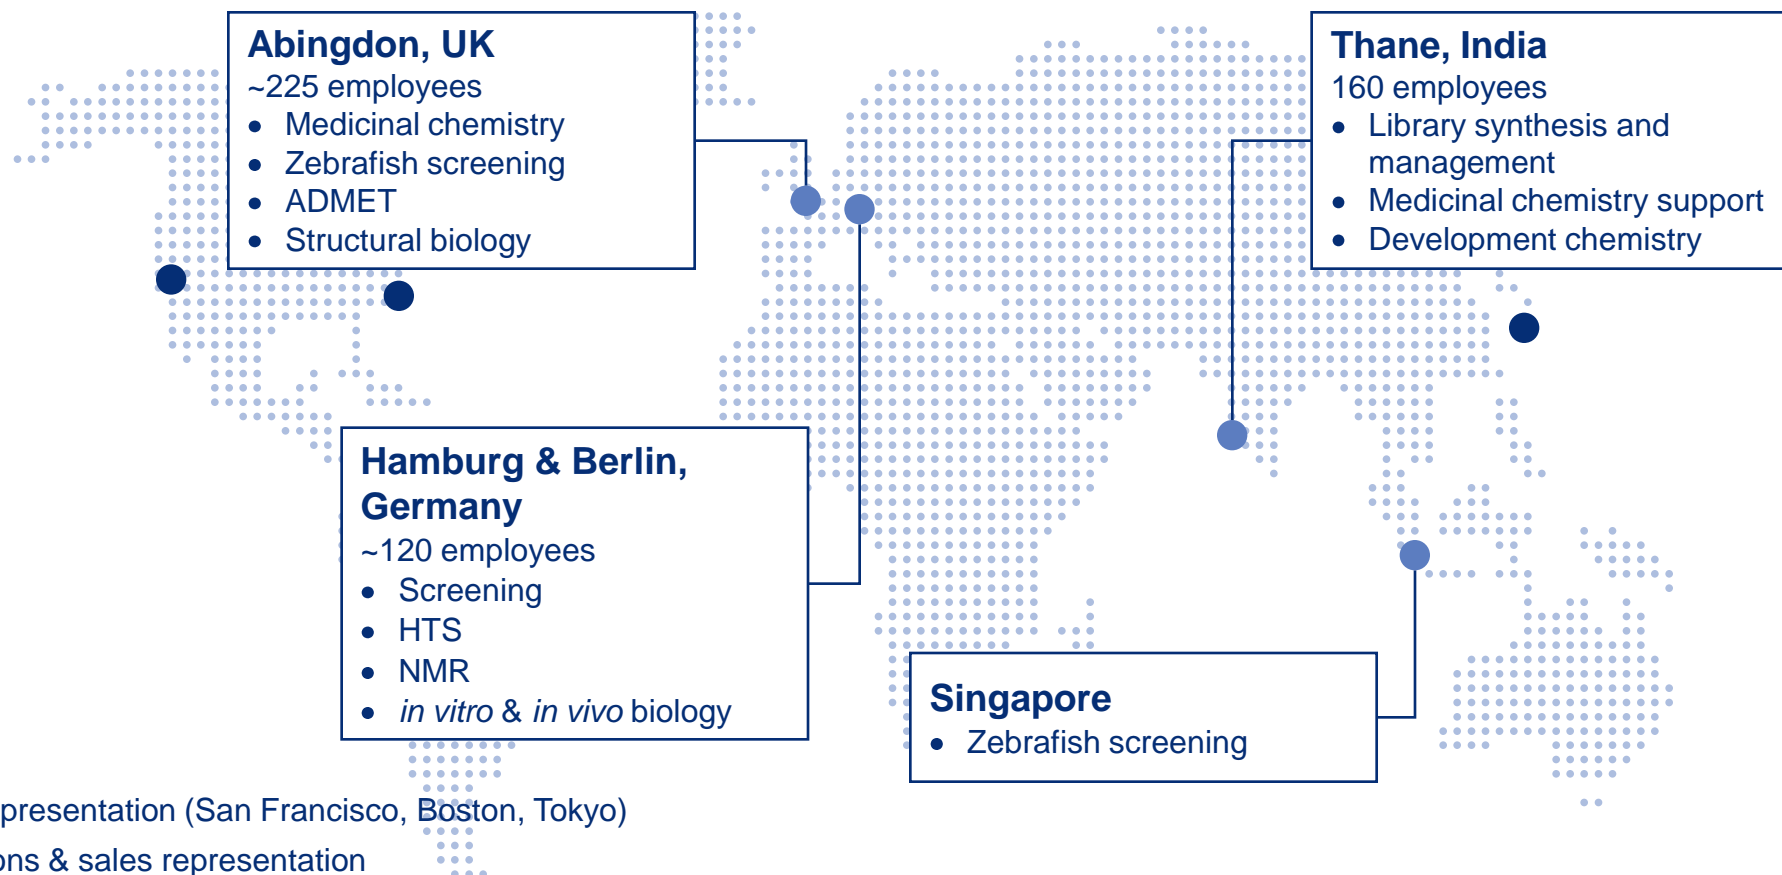 Abingdon, UK
~225 employees
• Medicinal chemistry
• Zebrafish screening
• ADMET
• Structural biology
Thane, India
160 employees
• Library synthesis and
management
• Medicinal chemistry support
• Development chemistry
Hamburg & Berlin,
Germany
~120 employees
• Screening
• HTS
• NMR
• in vitro & in vivo biology
Singapore
• Zebrafish screening
presentation (San Francisco, Boston, Tokyo)
ons & sales representation